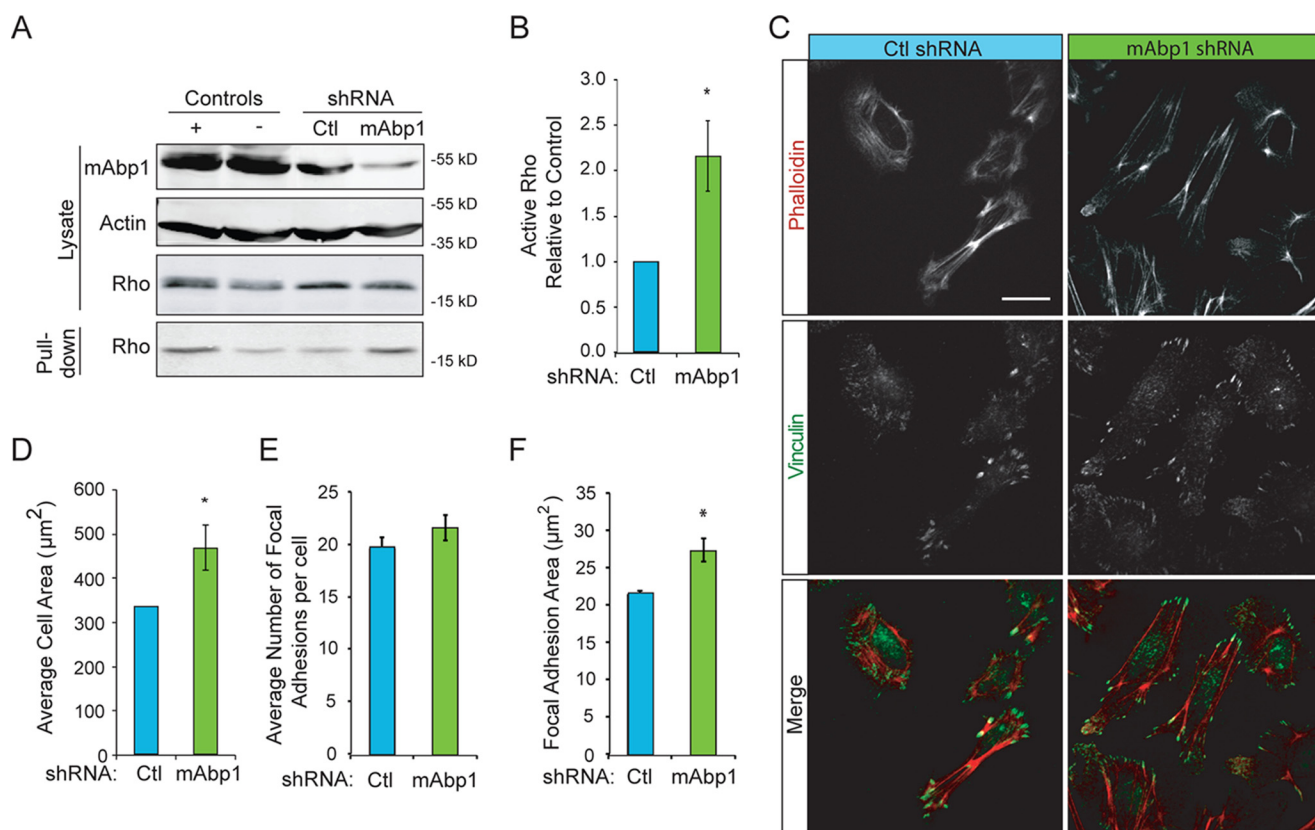 A
Controls
shRNA
+
-
Ctl
mAbp1
Lysate
mAbp1
-55 kD
Actin
-55 kD
-35 kD
Rho
-15 kD
Pull-
down
Rho
-15 kD
B
Active Rho
Relative to Control
3.0
2.5
2.0
1.5
1.0
0.5
0.0
*
shRNA: Ctl mAbp1
C
Ctl shRNA
mAbp1 shRNA
Phalloidin
Vinculin
Merge
D
Average Cell Area (µm²)
600
500
400
300
200
100
0
*
shRNA: Ctl mAbp1
E
Average Number of Focal
Adhesions per cell
25
20
15
10
5
0
shRNA: Ctl mAbp1
F
Focal Adhesion Area (µm²)
35
30
25
20
15
10
5
0
*
shRNA: Ctl mAbp1